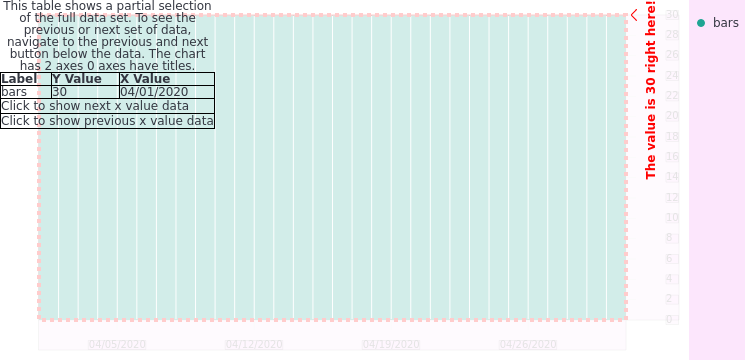 This table shows a partial selection
of the full data set. To see the
previous or next set of data,
navigate to the previous and next
button below the data. The chart
has 2 axes 0 axes have titles.
Label Y Value X Value
bars 30 04/01/2020
Click to show next x value data
Click to show previous x value data
The value is 30 right here!
30
28
26
24
22
20
18
16
14
12
10
8
6
4
2
0
04/05/2020 04/12/2020 04/19/2020 04/26/2020
bars